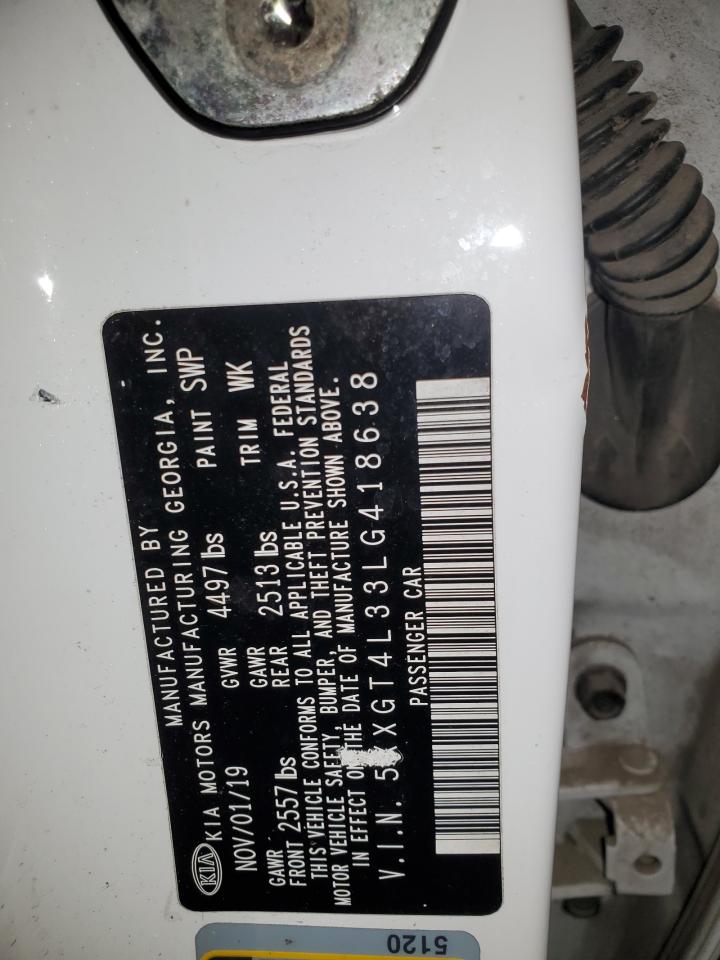 MANUFACTURED BY
KIA KIA MOTORS MANUFACTURING GEORGIA, INC.
NOV/01/19 GVWR 4497 lbs PAINT SWP
GAWR FRONT 2557 lbs GAWR REAR 2513 lbs TRIM WK
THIS VEHICLE CONFORMS TO ALL APPLICABLE U.S.A. FEDERAL
MOTOR VEHICLE SAFETY, BUMPER, AND THEFT PREVENTION STANDARDS
IN EFFECT ON THE DATE OF MANUFACTURE SHOWN ABOVE.
V.I.N. 5XXGT4L33LG418638
PASSENGER CAR
5120